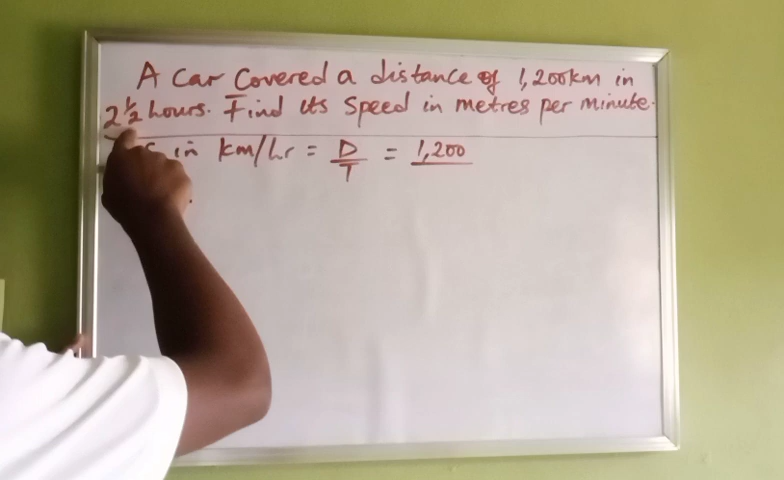 A Car Covered a distance of 1,200km in
2½ hours. Find its Speed in metres per minute.
in km/hr = D/T = 1,200